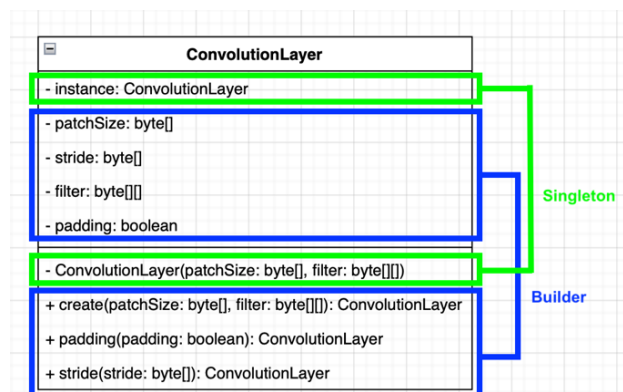 ConvolutionLayer
- instance: ConvolutionLayer
- patchSize: byte[]
- stride: byte[]
- filter: byte[][]
- padding: boolean
Singleton
- ConvolutionLayer(patchSize: byte[], filter: byte[][])
Builder
+ create(patchSize: byte[], filter: byte[][]): ConvolutionLayer
+ padding(padding: boolean): ConvolutionLayer
+ stride(stride: byte[]): ConvolutionLayer